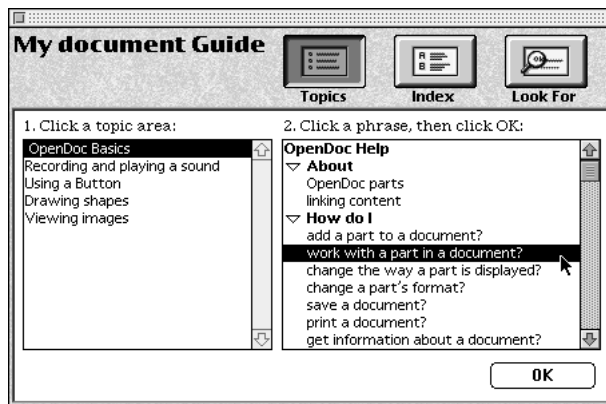 My document Guide
Topics
Index
Look For
1. Click a topic area:
OpenDoc Basics
Recording and playing a sound
Using a Button
Drawing shapes
Viewing images
2. Click a phrase, then click OK:
OpenDoc Help
About
OpenDoc parts
linking content
How do I
add a part to a document?
work with a part in a document?
change the way a part is displayed?
change a part's format?
save a document?
print a document?
get information about a document?
OK